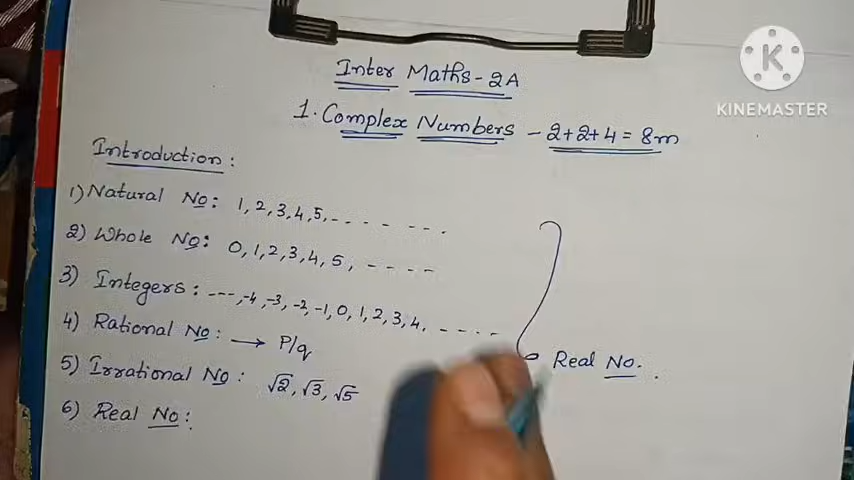 Inter Maths-2A
1. Complex Numbers - 2+2+4 = 8m
Introduction :
1) Natural No: 1, 2, 3, 4, 5, - - - - - - - .
2) Whole No: 0, 1, 2, 3, 4, 5, - - - - -
3) Integers : ---, -4, -3, -2, -1, 0, 1, 2, 3, 4, - - - -
4) Rational No: → P/q
Real No.
5) Irrational No: √2, √3, √5
6) Real No:
K
KINEMASTER